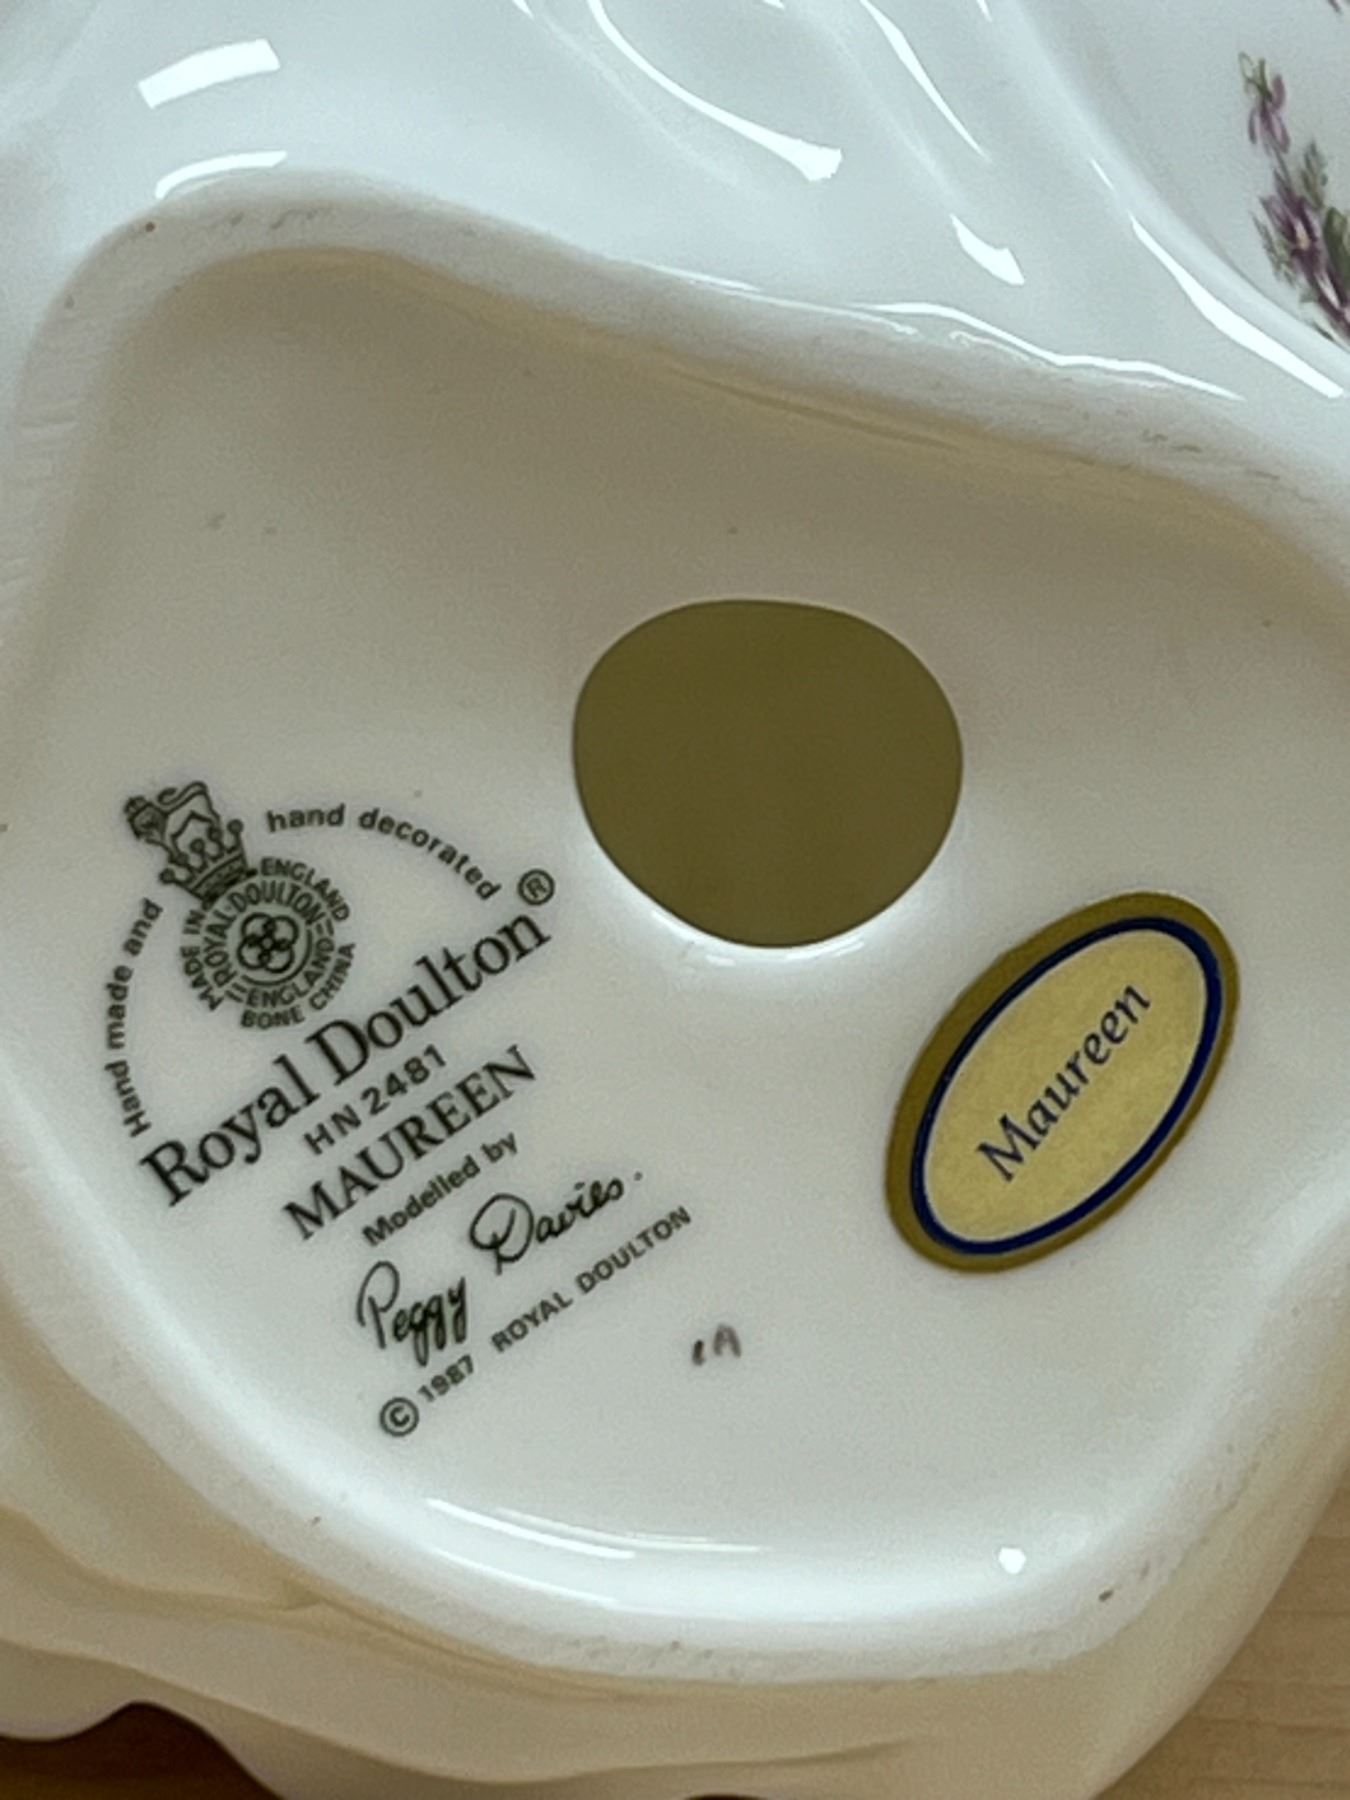 Hand made and hand decorated
MADE IN ENGLAND
ROYAL DOULTON
ENGLAND
BONE CHINA
Royal Doulton®
HN 2481
MAUREEN
Modelled by
Peggy Davies.
© 1987 ROYAL DOULTON
Maureen